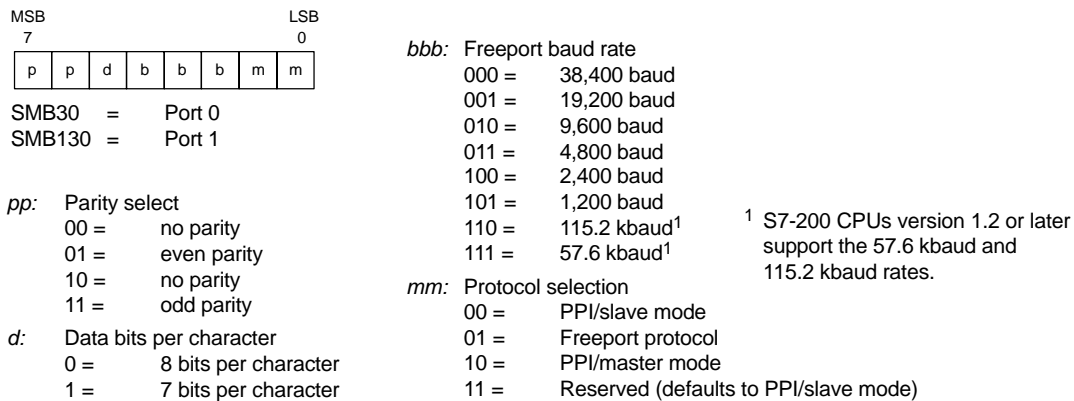 MSB LSB
7 0
p p d b b b m m
SMB30 = Port 0
SMB130 = Port 1
pp: Parity select
00 = no parity
01 = even parity
10 = no parity
11 = odd parity
d: Data bits per character
0 = 8 bits per character
1 = 7 bits per character
bbb: Freeport baud rate
000 = 38,400 baud
001 = 19,200 baud
010 = 9,600 baud
011 = 4,800 baud
100 = 2,400 baud
101 = 1,200 baud
110 = 115.2 kbaud1
111 = 57.6 kbaud1
mm: Protocol selection
00 = PPI/slave mode
01 = Freeport protocol
10 = PPI/master mode
11 = Reserved (defaults to PPI/slave mode)
1 S7-200 CPUs version 1.2 or later
support the 57.6 kbaud and
115.2 kbaud rates.